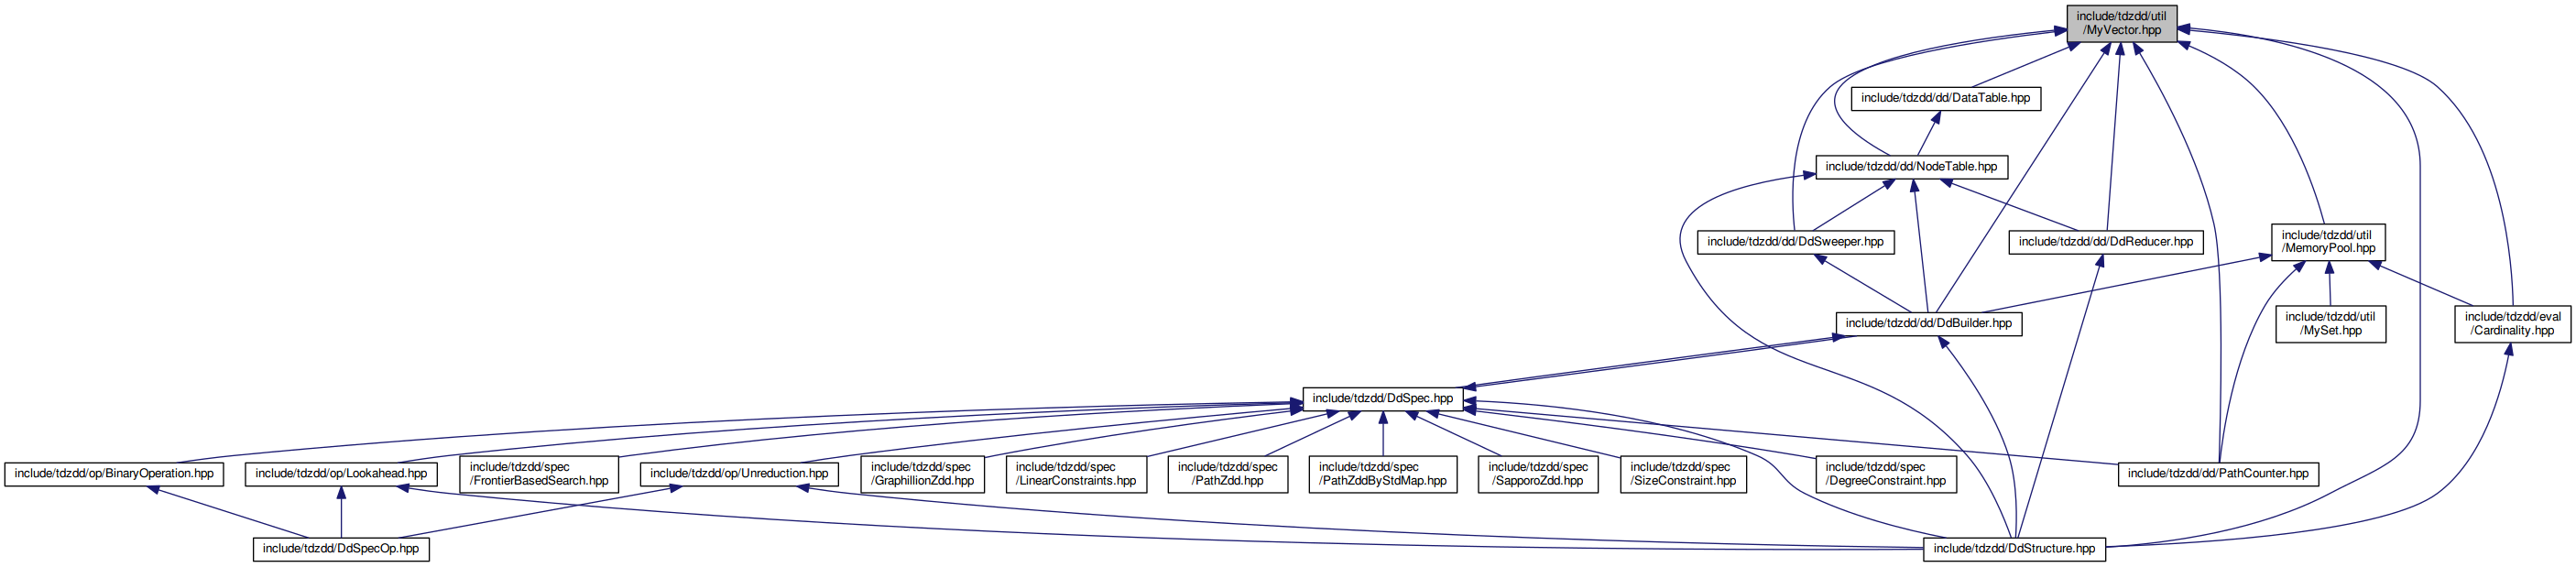 include/tdzdd/util
/MyVector.hpp
include/tdzdd/dd/DataTable.hpp
include/tdzdd/dd/NodeTable.hpp
include/tdzdd/dd/DdSweeper.hpp
include/tdzdd/dd/DdReducer.hpp
include/tdzdd/util
/MemoryPool.hpp
include/tdzdd/dd/DdBuilder.hpp
include/tdzdd/util
/MySet.hpp
include/tdzdd/eval
/Cardinality.hpp
include/tdzdd/DdSpec.hpp
include/tdzdd/op/BinaryOperation.hpp
include/tdzdd/op/Lookahead.hpp
include/tdzdd/spec
/FrontierBasedSearch.hpp
include/tdzdd/op/Unreduction.hpp
include/tdzdd/spec
/GraphillionZdd.hpp
include/tdzdd/spec
/LinearConstraints.hpp
include/tdzdd/spec
/PathZdd.hpp
include/tdzdd/spec
/PathZddByStdMap.hpp
include/tdzdd/spec
/SapporoZdd.hpp
include/tdzdd/spec
/SizeConstraint.hpp
include/tdzdd/spec
/DegreeConstraint.hpp
include/tdzdd/dd/PathCounter.hpp
include/tdzdd/DdSpecOp.hpp
include/tdzdd/DdStructure.hpp